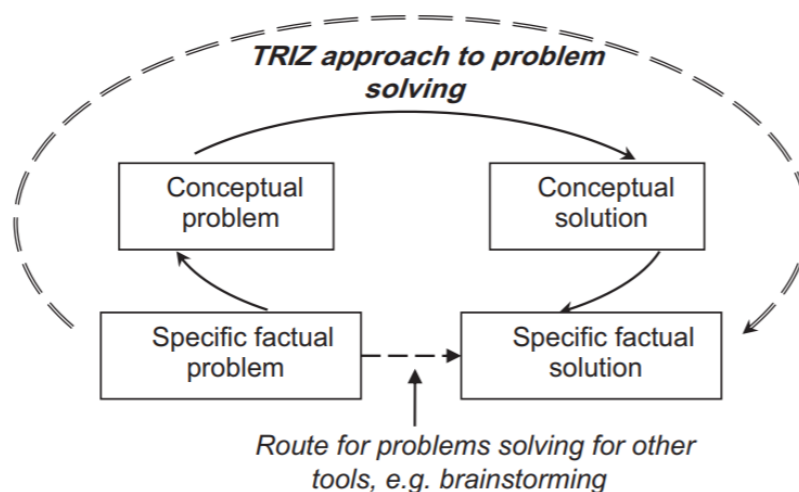 TRIZ approach to problem
solving
Conceptual
problem
Conceptual
solution
Specific factual
problem
Specific factual
solution
Route for problems solving for other
tools, e.g. brainstorming